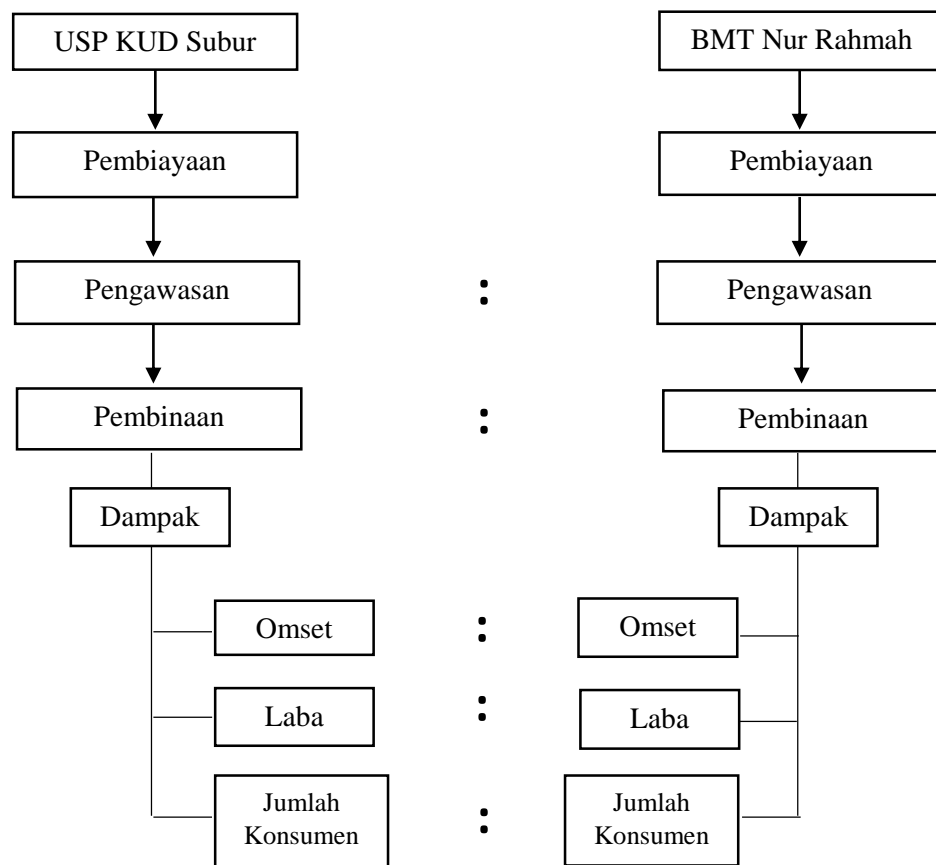 USP KUD Subur
BMT Nur Rahmah
Pembiayaan
Pembiayaan
Pengawasan
:
Pengawasan
Pembinaan
:
Pembinaan
Dampak
Dampak
Omset
:
Omset
Laba
:
Laba
Jumlah
Konsumen
:
Jumlah
Konsumen